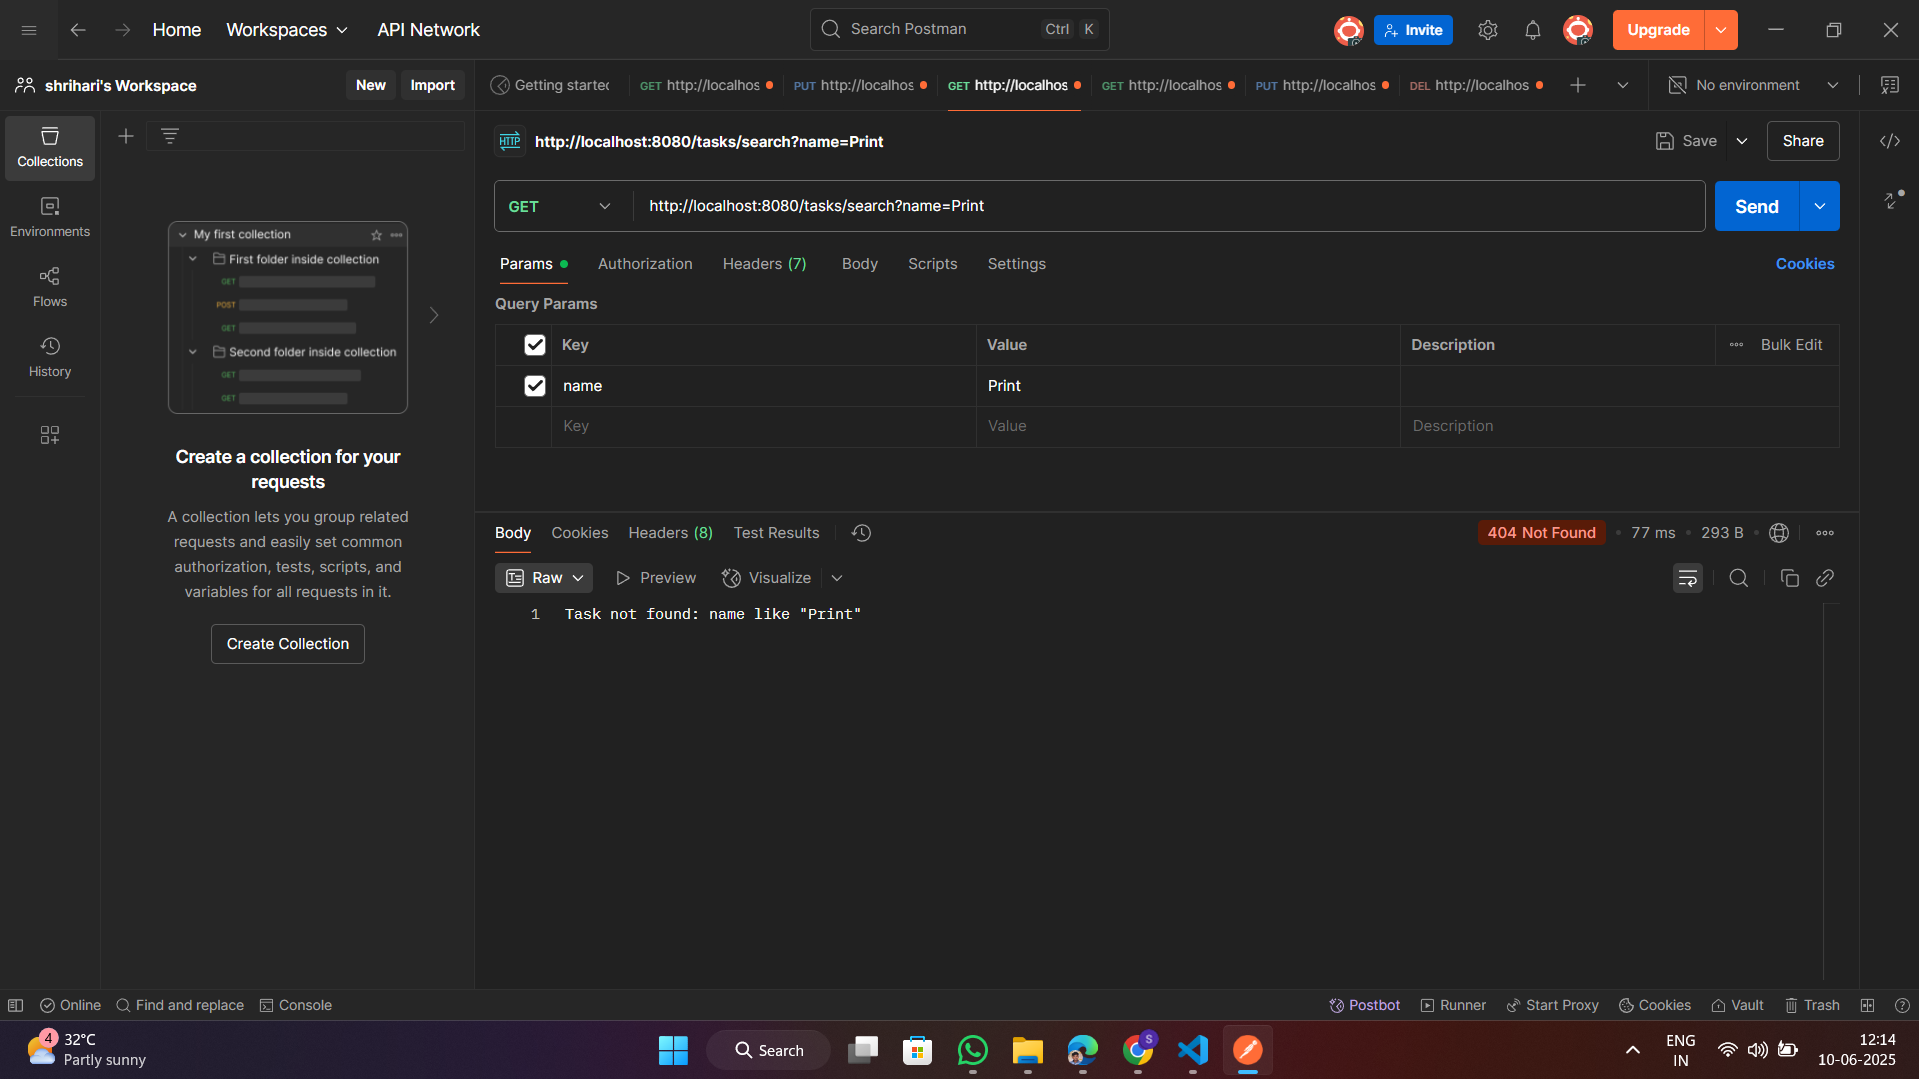 Home Workspaces API Network Search Postman Ctrl K Invite Upgrade
shrihari's Workspace New Import
Getting started GET http://localhos PUT http://localhos GET http://localhos GET http://localhos PUT http://localhos DEL http://localhos No environment
Collections
Environments
Flows
History
My first collection
First folder inside collection
GET
POST
GET
Second folder inside collection
GET
GET
Create a collection for your
requests
A collection lets you group related
requests and easily set common
authorization, tests, scripts, and
variables for all requests in it.
Create Collection
HTTP http://localhost:8080/tasks/search?name=Print Save Share
GET http://localhost:8080/tasks/search?name=Print Send
Params Authorization Headers (7) Body Scripts Settings Cookies
Query Params
Key Value Description Bulk Edit
name Print
Key Value Description
Body Cookies Headers (8) Test Results 404 Not Found 77 ms 293 B
Raw Preview Visualize
1 Task not found: name like "Print"
Online Find and replace Console Postbot Runner Start Proxy Cookies Vault Trash
4 32°C
Partly sunny
Search
S
ENG
IN
12:14
10-06-2025